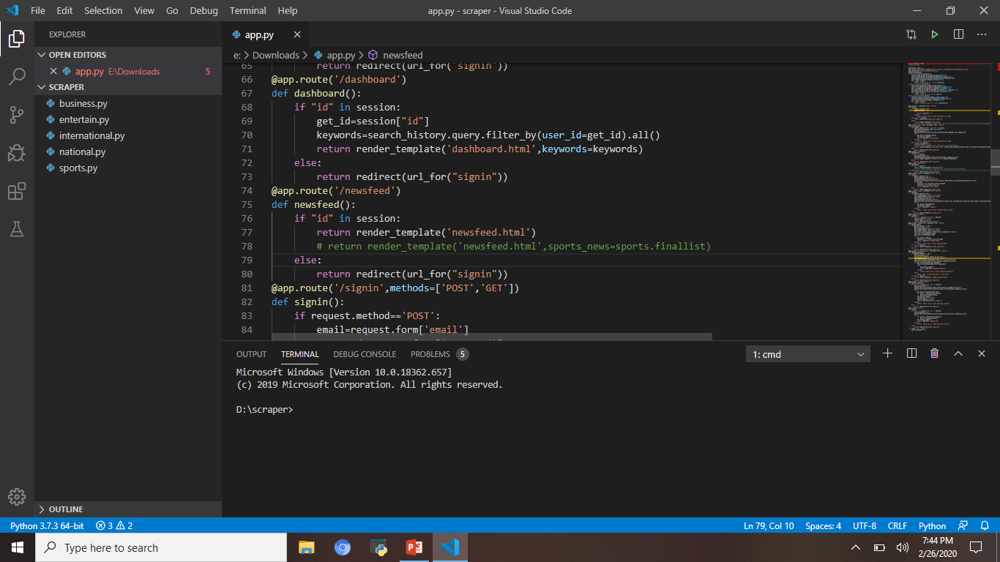 File Edit Selection View Go Debug Terminal Help
app.py - scraper - Visual Studio Code
EXPLORER
OPEN EDITORS
app.py E:\Downloads 5
SCRAPER
business.py
entertain.py
international.py
national.py
sports.py
OUTLINE
app.py
e: > Downloads > app.py > newsfeed
65 return redirect(url_for("signin"))
66 @app.route('/dashboard')
67 def dashboard():
68 if "id" in session:
69 get_id=session["id"]
70 keywords=search_history.query.filter_by(user_id=get_id).all()
71 return render_template('dashboard.html',keywords=keywords)
72 else:
73 return redirect(url_for("signin"))
74 @app.route('/newsfeed')
75 def newsfeed():
76 if "id" in session:
77 return render_template('newsfeed.html')
78 # return render_template('newsfeed.html',sports_news=sports.finallist)
79 else:
80 return redirect(url_for("signin"))
81 @app.route('/signin',methods=['POST','GET'])
82 def signin():
83 if request.method=='POST':
84 email=request.form['email']
OUTPUT TERMINAL DEBUG CONSOLE PROBLEMS 5
1: cmd
Microsoft Windows [Version 10.0.18362.657]
(c) 2019 Microsoft Corporation. All rights reserved.
D:\scraper>
Python 3.7.3 64-bit 3 2
Ln 79, Col 10 Spaces: 4 UTF-8 CRLF Python
Type here to search
7:44 PM
2/26/2020